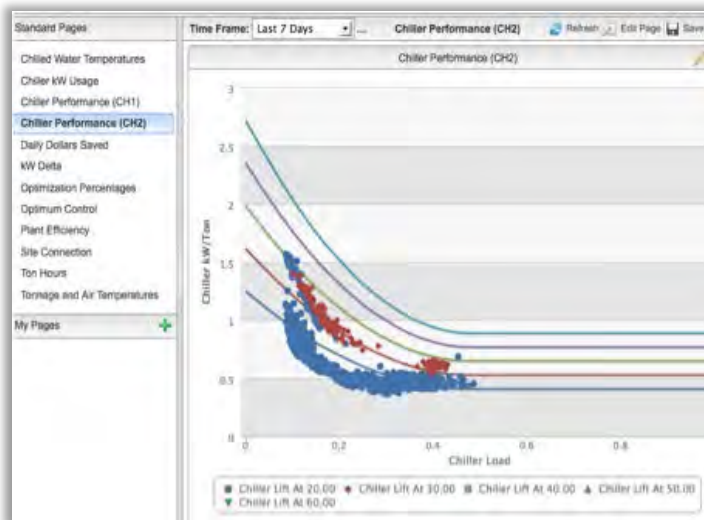 Standard Pages
Time Frame: Last 7 Days ... Chiller Performance (CH2) Refresh Edit Page Save
Chilled Water Temperatures
Chiller kW Usage
Chiller Performance (CH1)
Chiller Performance (CH2)
Daily Dollars Saved
kW Delta
Optimization Percentages
Optimum Control
Plant Efficiency
Site Connection
Ton Hours
Tonnage and Air Temperatures
My Pages
Chiller Performance (CH2)
3
2.5
2
1.5
1
0.5
0
Chiller kW/Ton
0 0.2 0.4 0.6 0.8
Chiller Load
Chiller Lift At 20.00 Chiller Lift At 30.00 Chiller Lift At 40.00 Chiller Lift At 50.00
Chiller Lift At 60.00